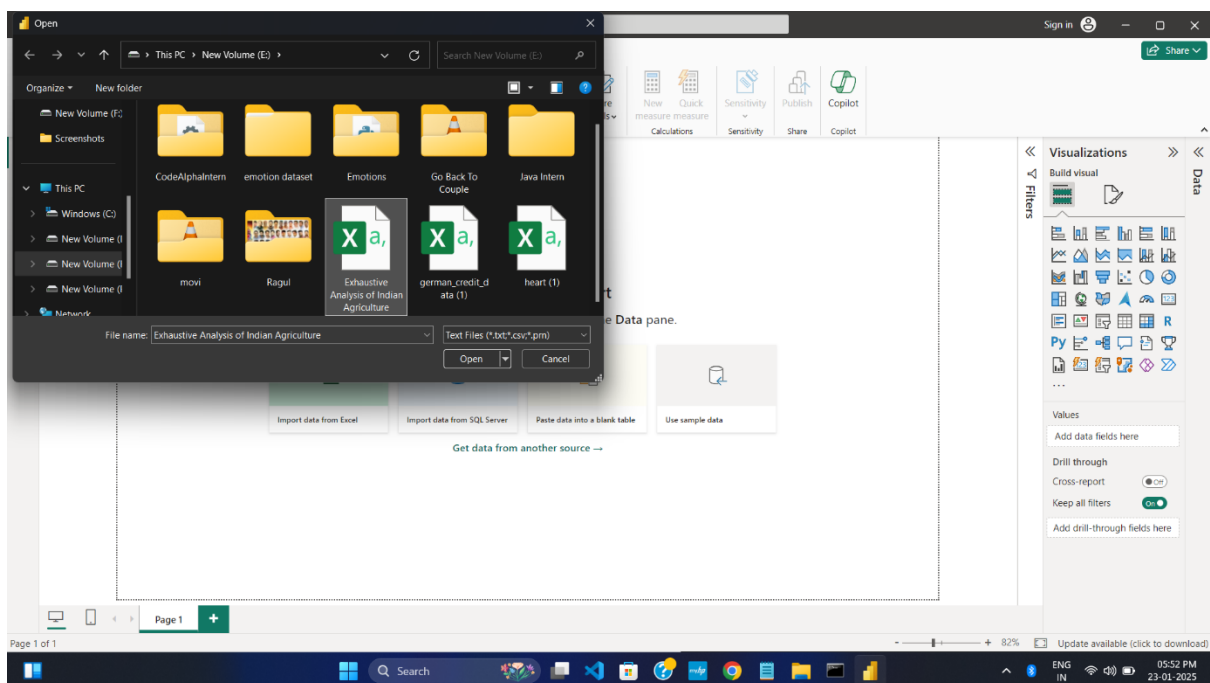 Open
Sign in
This PC > New Volume (E:) >
Search New Volume (E:)
Share
Organize
New folder
New Volume (F:)
Screenshots
This PC
Windows (C:)
New Volume (I
New Volume (I
New Volume (I
Network
CodeAlphaIntern
emotion dataset
Emotions
Go Back To
Couple
Java Intern
movi
Ragul
Exhaustive
Analysis of Indian
Agriculture
german_credit_d
ata (1)
heart (1)
File name:
Exhaustive Analysis of Indian Agriculture
Text Files (*.txt;*.csv;*.prn)
Open
Cancel
New
measure
Quick
measure
Sensitivity
Publish
Copilot
Calculations
Sensitivity
Share
Copilot
Data pane.
Import data from Excel
Import data from SQL Server
Paste data into a blank table
Use sample data
Get data from another source →
Filters
Visualizations
Data
Build visual
R
Py
...
Values
Add data fields here
Drill through
Cross-report
Off
Keep all filters
On
Add drill-through fields here
Page 1
Page 1 of 1
- + 82%
Update available (click to download)
Search
ENG
IN
05:52 PM
23-01-2025